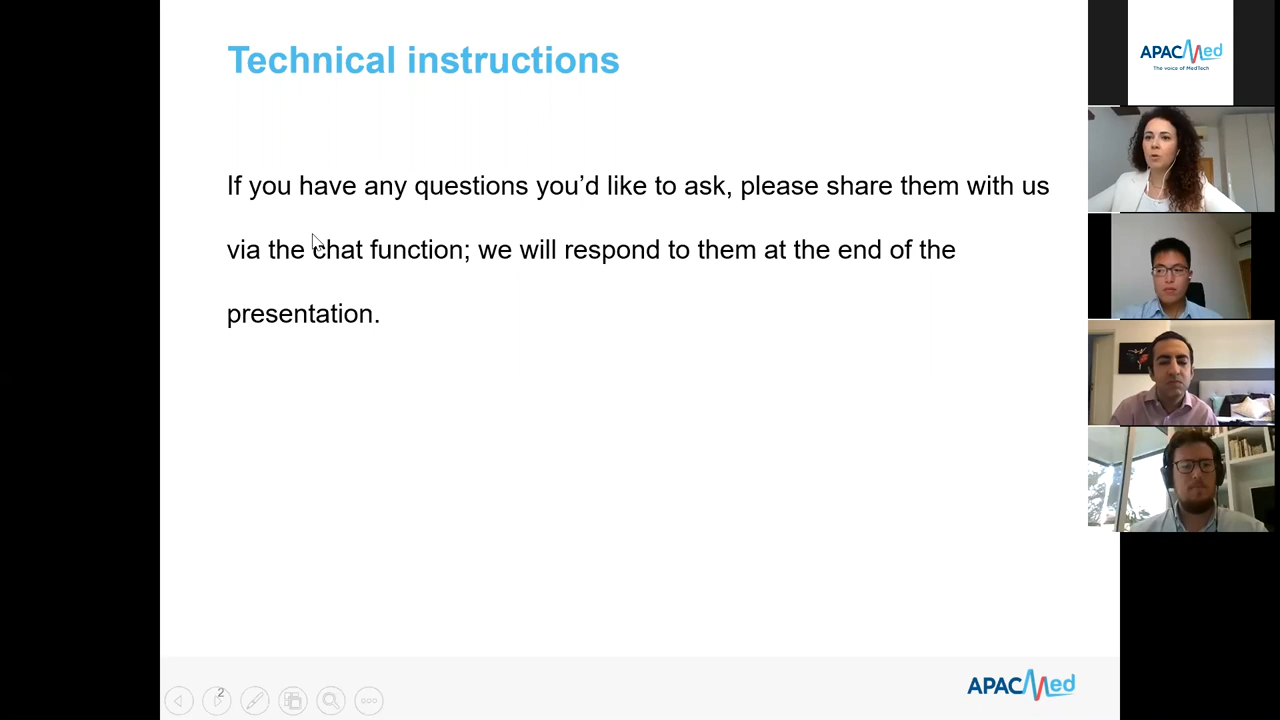 Technical instructions
If you have any questions you’d like to ask, please share them with us
via the chat function; we will respond to them at the end of the
presentation.
2
APACMed
APACMed
The voice of MedTech